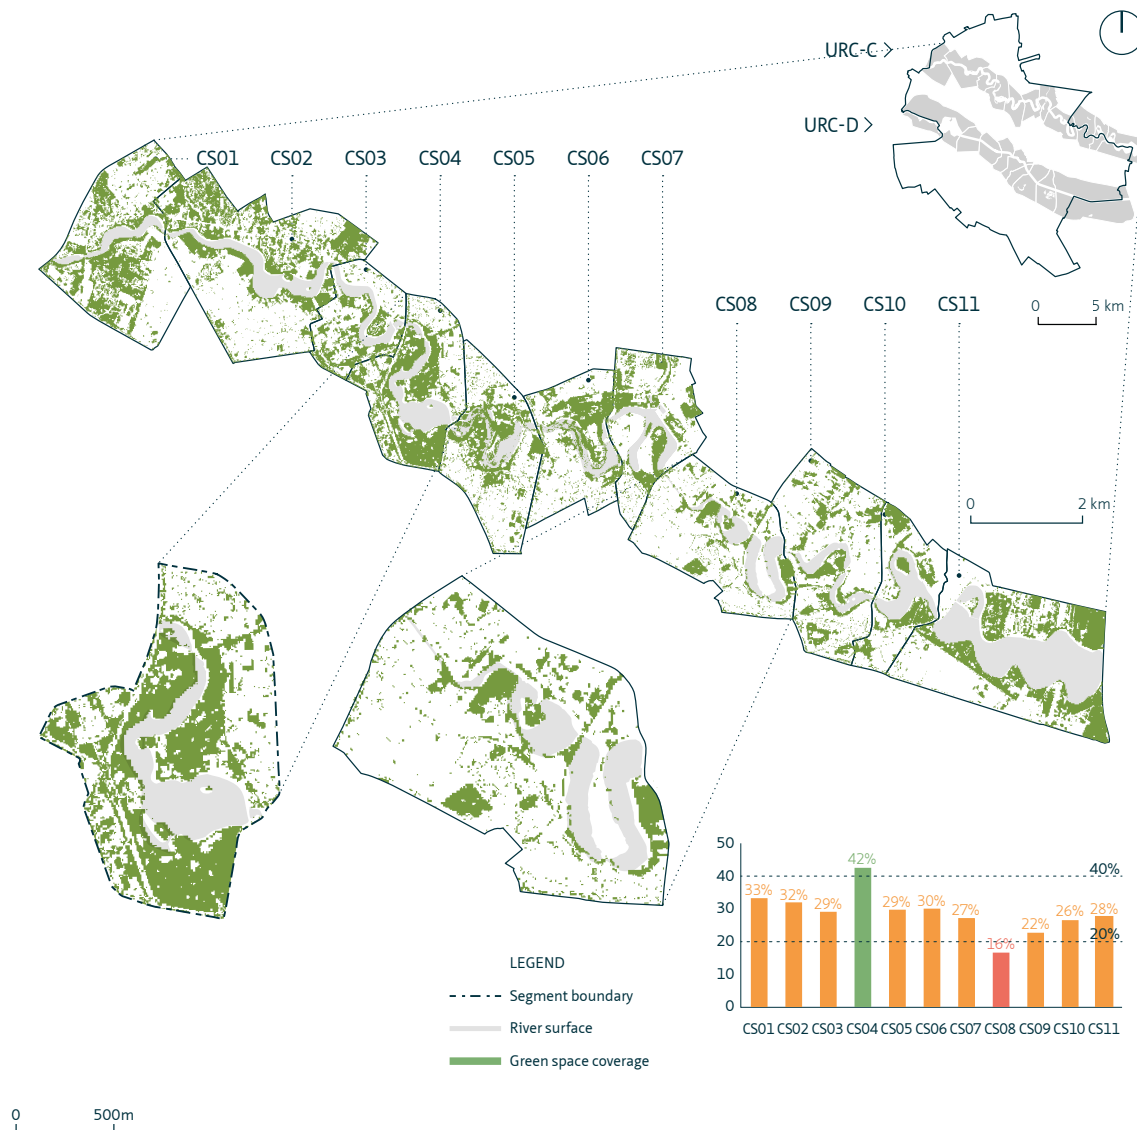 URC-C
URC-D
CS01 CS02 CS03 CS04 CS05 CS06 CS07
CS08 CS09 CS10 CS11
0 5 km
0 2 km
50
40
30
20
10
0
40%
20%
33% 32% 29% 42% 29% 30% 27% 16% 22% 26% 28%
CS01 CS02 CS03 CS04 CS05 CS06 CS07 CS08 CS09 CS10 CS11
LEGEND
Segment boundary
River surface
Green space coverage
0 500m